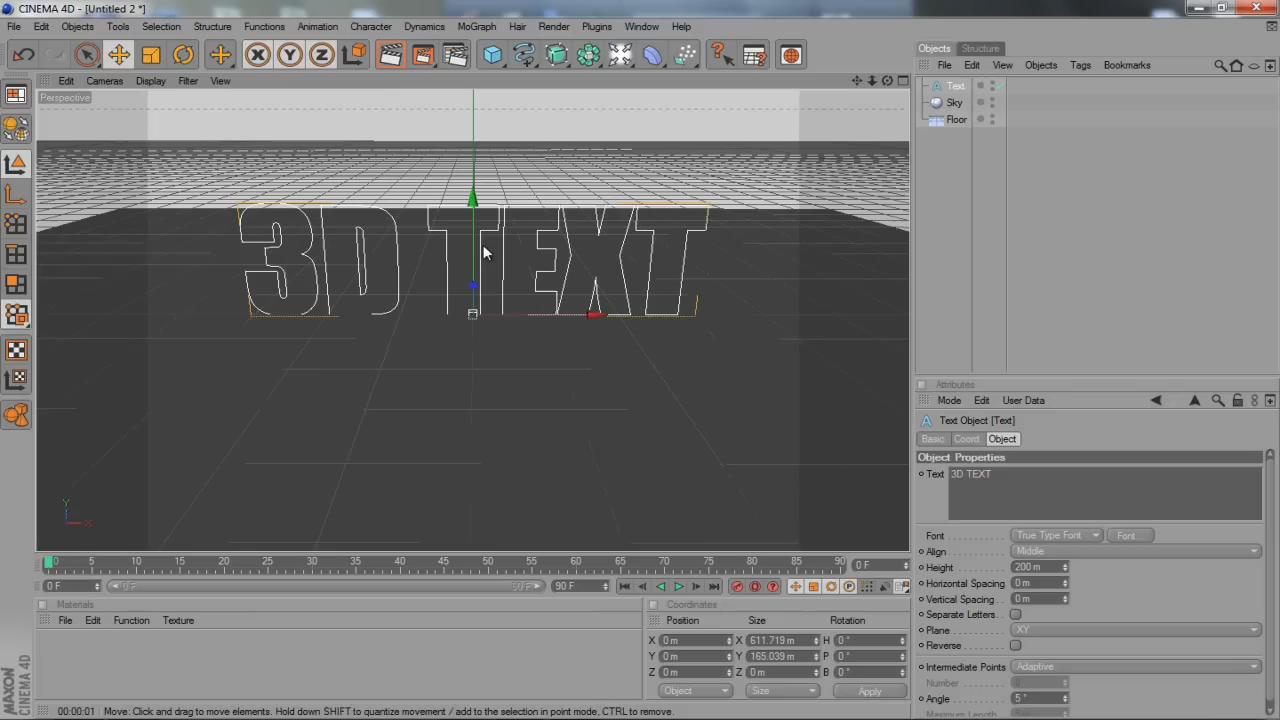 CINEMA 4D - [Untitled 2 *]
File Edit Objects Tools Selection Structure Functions Animation Character Dynamics MoGraph Hair Render Plugins Window Help
X Y Z
Objects Structure
File Edit View Objects Tags Bookmarks
Edit Cameras Display Filter View
Perspective
Text
Sky
Floor
3D TEXT
Y
X
Attributes
Mode Edit User Data
Text Object [Text]
Basic Coord. Object
Object Properties
Text 3D TEXT
Font True Type Font Font
Align Middle
Height 200 m
Horizontal Spacing 0 m
Vertical Spacing 0 m
Separate Letters
Plane XY
Reverse
Intermediate Points Adaptive
Number
Angle 5 °
0 5 10 15 20 25 30 35 40 45 50 55 60 65 70 75 80 85 90 0 F
0 F 0 F 90 F
Materials
File Edit Function Texture
Coordinates
Position Size Rotation
X 0 m X 611.719 m H 0 °
Y 0 m Y 165.039 m P 0 °
Z 0 m Z 0 m B 0 °
Object Size Apply
MAXON
CINEMA 4D
00:00:01 Move: Click and drag to move elements. Hold down SHIFT to quantize movement / add to the selection in point mode, CTRL to remove.